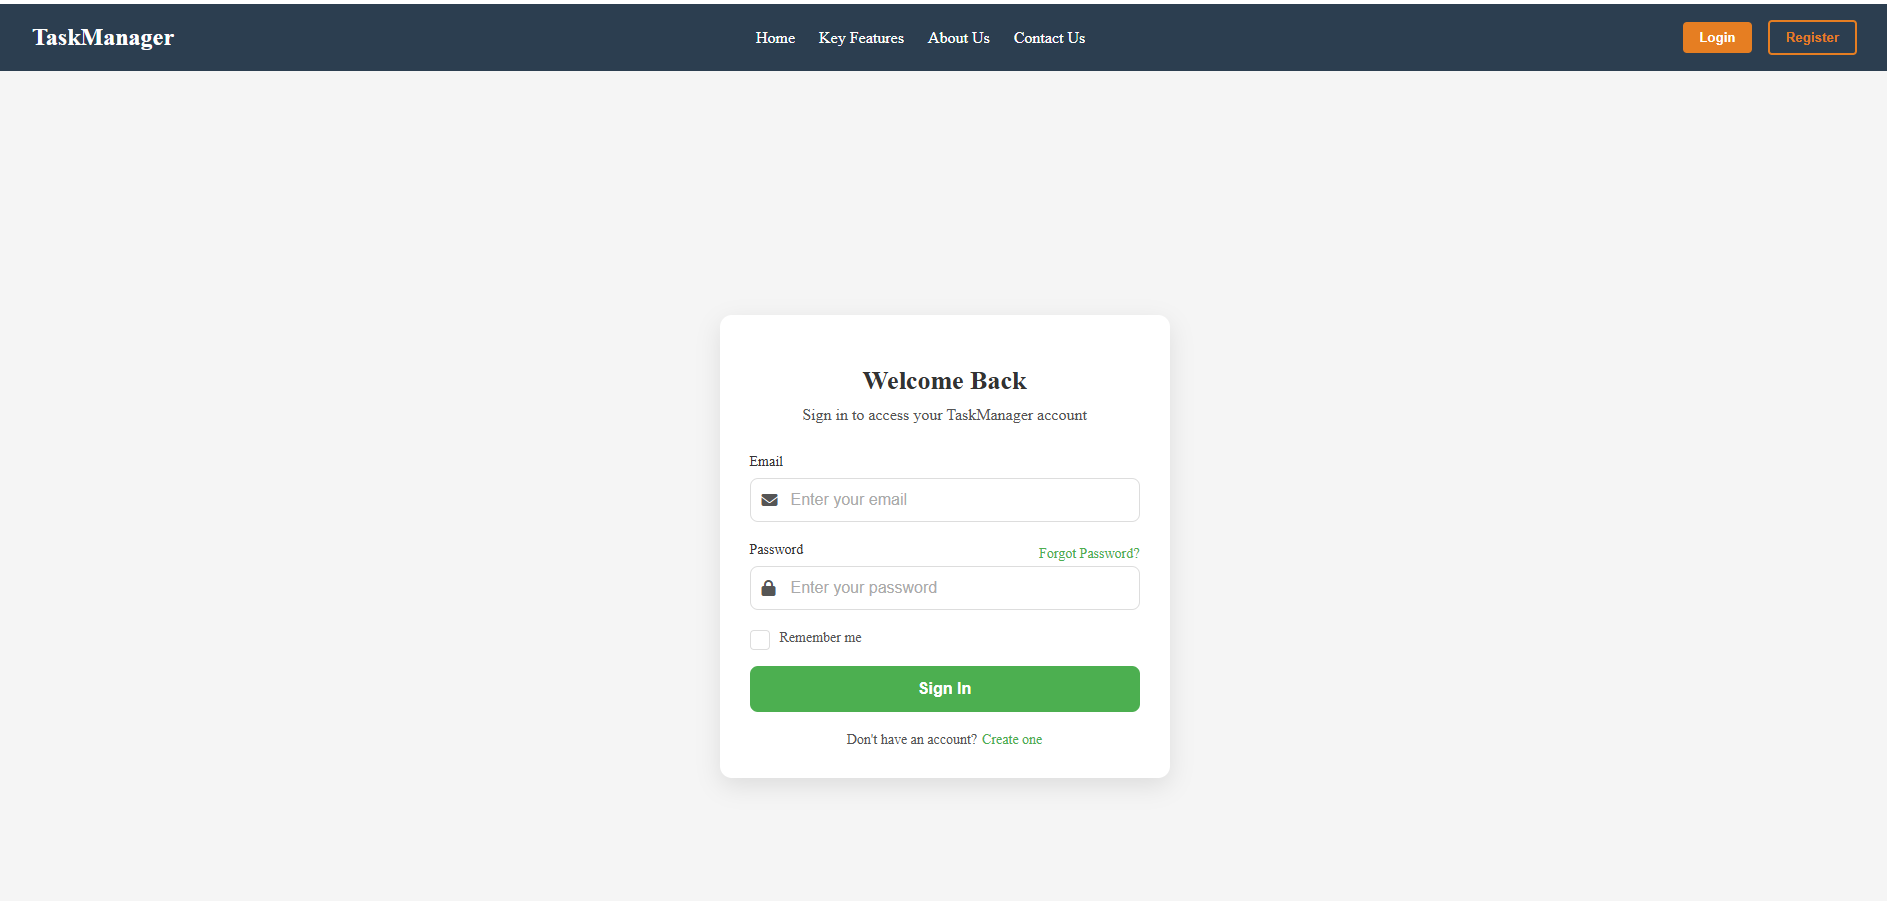 TaskManager Home Key Features About Us Contact Us Login Register
Welcome Back
Sign in to access your TaskManager account
Email
Enter your email
Password Forgot Password?
Enter your password
Remember me
Sign In
Don't have an account? Create one